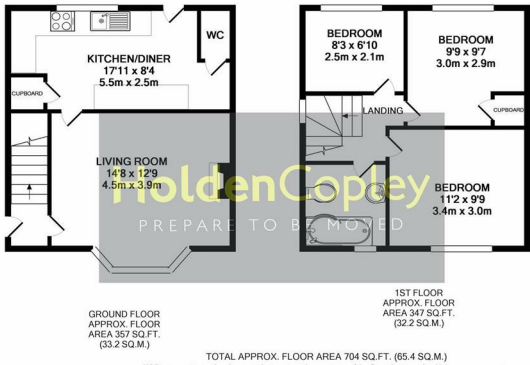 KITCHEN/DINER
17'11 x 8'4
5.5m x 2.5m
WC
CUPBOARD
LIVING ROOM
14'8 x 12'9
4.5m x 3.9m
BEDROOM
8'3 x 6'10
2.5m x 2.1m
BEDROOM
9'9 x 9'7
3.0m x 2.9m
LANDING
CUPBOARD
BEDROOM
11'2 x 9'9
3.4m x 3.0m
HoldenCopley
PREPARE TO BE MOVED
GROUND FLOOR
APPROX. FLOOR
AREA 357 SQ.FT.
(33.2 SQ.M.)
1ST FLOOR
APPROX. FLOOR
AREA 347 SQ.FT.
(32.2 SQ.M.)
TOTAL APPROX. FLOOR AREA 704 SQ.FT. (65.4 SQ.M.)